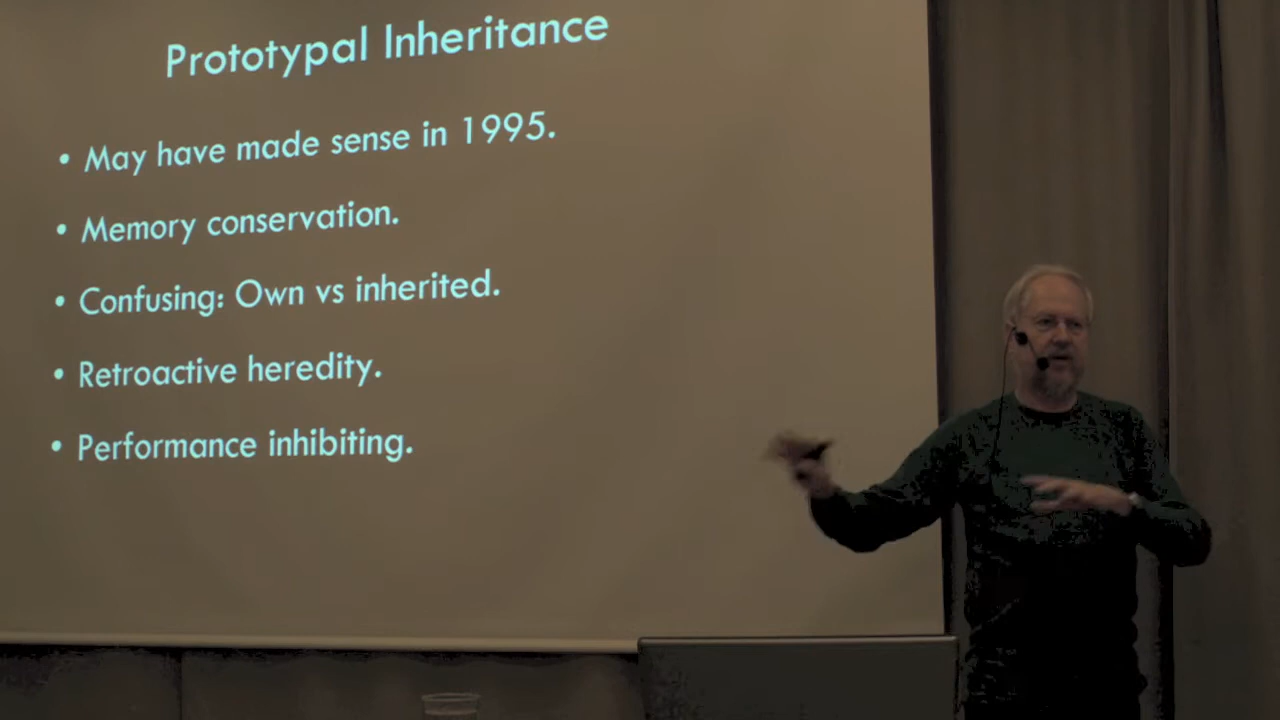 Prototypal Inheritance
• May have made sense in 1995.
• Memory conservation.
• Confusing: Own vs inherited.
• Retroactive heredity.
• Performance inhibiting.